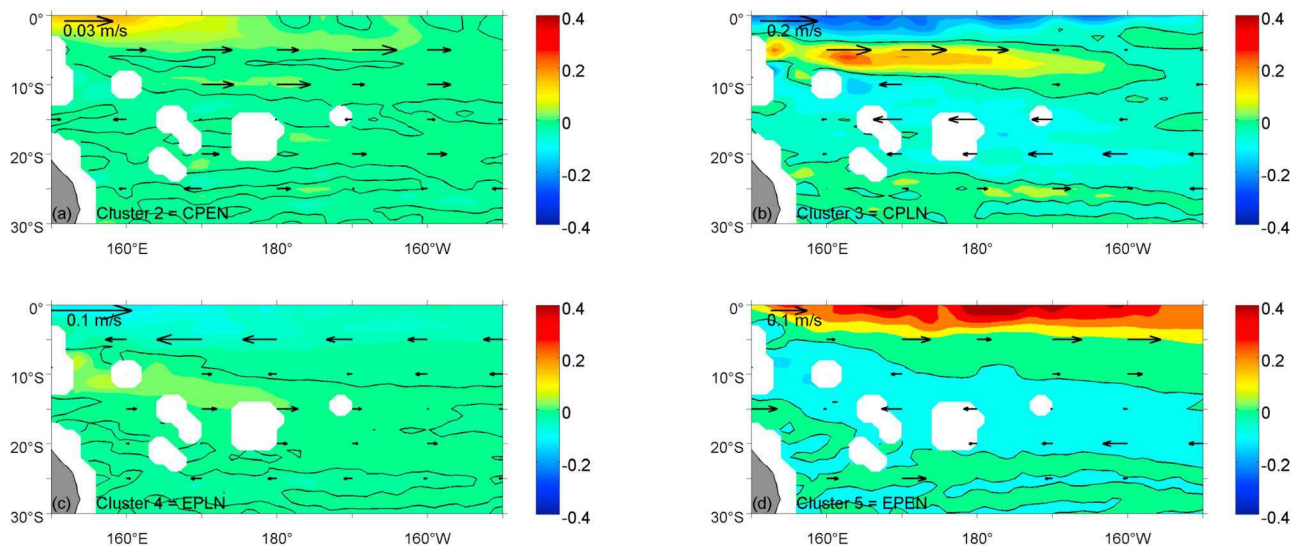 0°
10°S
20°S
30°S
0.03 m/s
(a) Cluster 2 = CPEN
160°E
180°
160°W
0.4
0.2
0
-0.2
-0.4
0°
10°S
20°S
30°S
0.2 m/s
(b) Cluster 3 = CPLN
160°E
180°
160°W
0.4
0.2
0
-0.2
-0.4
0°
10°S
20°S
30°S
0.1 m/s
(c) Cluster 4 = EPLN
160°E
180°
160°W
0.4
0.2
0
-0.2
-0.4
0°
10°S
20°S
30°S
0.1 m/s
(d) Cluster 5 = EPEN
160°E
180°
160°W
0.4
0.2
0
-0.2
-0.4